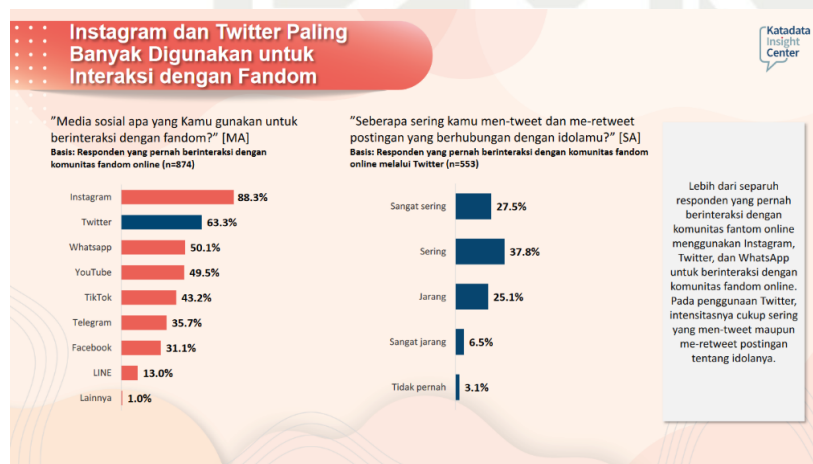 Instagram dan Twitter Paling
Banyak Digunakan untuk
Interaksi dengan Fandom
Katadata
Insight
Center
"Media sosial apa yang Kamu gunakan untuk
berinteraksi dengan fandom?" [MA]
Basis: Responden yang pernah berinteraksi dengan
komunitas fandom online (n=874)
Instagram 88.3%
Twitter 63.3%
Whatsapp 50.1%
YouTube 49.5%
TikTok 43.2%
Telegram 35.7%
Facebook 31.1%
LINE 13.0%
Lainnya 1.0%
"Seberapa sering kamu men-tweet dan me-retweet
postingan yang berhubungan dengan idolamu?" [SA]
Basis: Responden yang pernah berinteraksi dengan komunitas fandom
online melalui Twitter (n=553)
Sangat sering 27.5%
Sering 37.8%
Jarang 25.1%
Sangat jarang 6.5%
Tidak pernah 3.1%
Lebih dari separuh
responden yang pernah
berinteraksi dengan
komunitas fantom online
menggunakan Instagram,
Twitter, dan WhatsApp
untuk berinteraksi dengan
komunitas fandom online.
Pada penggunaan Twitter,
intensitasnya cukup sering
yang men-tweet maupun
me-retweet postingan
tentang idolanya.